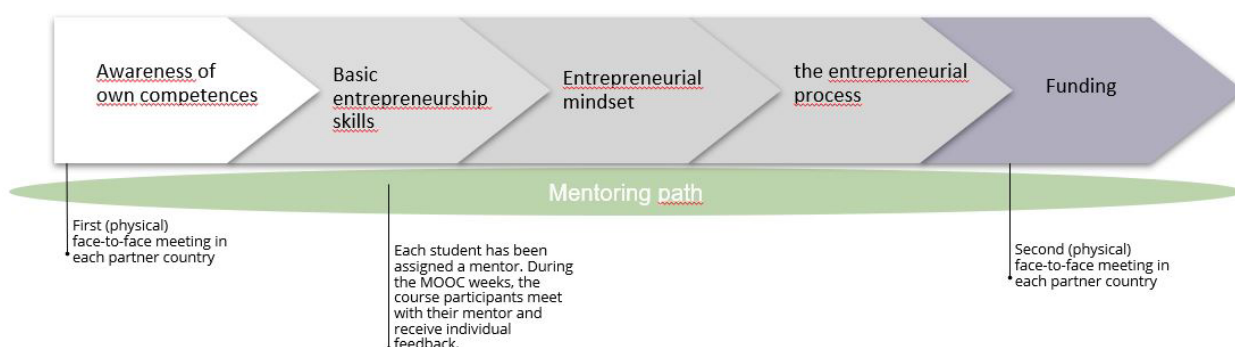 Awareness of
own competences
Basic
entrepreneurship
skills
Entrepreneurial
mindset
the entrepreneurial
process
Funding
Mentoring path
First (physical)
face-to-face meeting in
each partner country
Each student has been
assigned a mentor. During
the MOOC weeks, the
course participants meet
with their mentor and
receive individual
feedback.
Second (physical)
face-to-face meeting in
each partner country